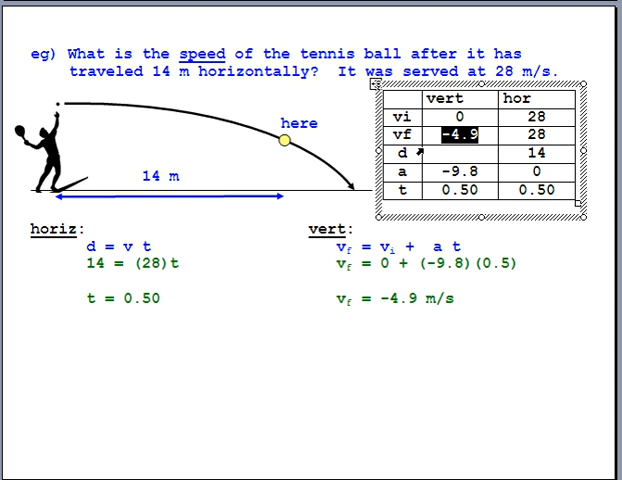 eg) What is the speed of the tennis ball after it has
traveled 14 m horizontally? It was served at 28 m/s.
vert hor
vi 0 28
vf -4.9 28
d 14
a -9.8 0
t 0.50 0.50
here
14 m
horiz:
d = v t
14 = (28)t
t = 0.50
vert:
vf = vi + a t
vf = 0 + (-9.8)(0.5)
vf = -4.9 m/s